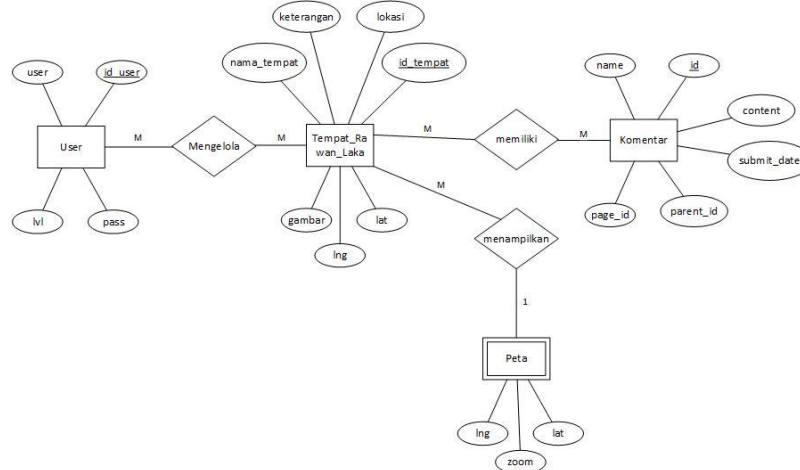 keterangan
lokasi
nama_tempat
id_tempat
user
id_user
name
id
content
submit_date
User
M
Mengelola
M
Tempat_Ra
wan_Laka
M
memiliki
M
Komentar
lvl
pass
gambar
lng
lat
M
menampilkan
page_id
parent_id
1
Peta
lng
zoom
lat